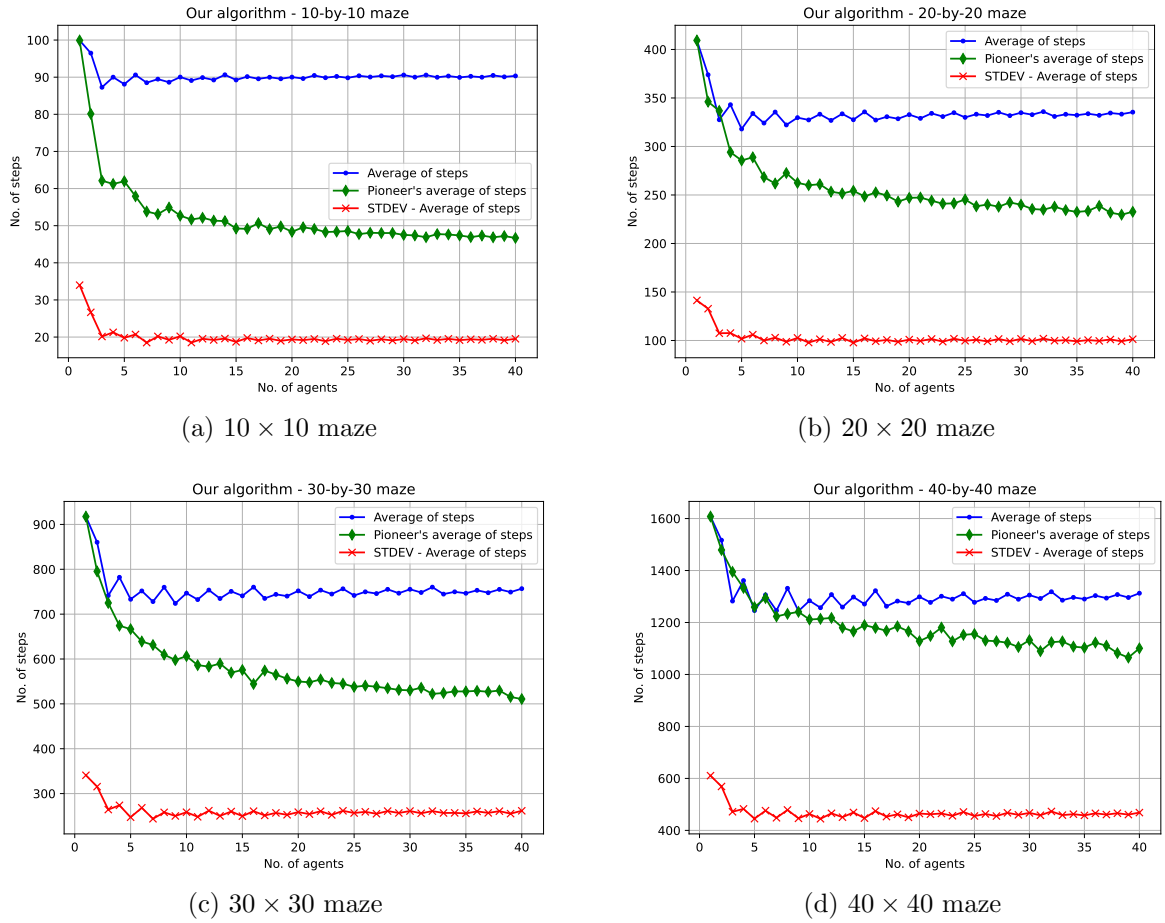 Our algorithm - 10-by-10 maze
100
90
80
70
60
50
40
30
20
No. of steps
Average of steps
Pioneer's average of steps
STDEV - Average of steps
0 5 10 15 20 25 30 35 40
No. of agents
(a) 10 × 10 maze
Our algorithm - 20-by-20 maze
400
350
300
250
200
150
100
No. of steps
Average of steps
Pioneer's average of steps
STDEV - Average of steps
0 5 10 15 20 25 30 35 40
No. of agents
(b) 20 × 20 maze
Our algorithm - 30-by-30 maze
900
800
700
600
500
400
300
No. of steps
Average of steps
Pioneer's average of steps
STDEV - Average of steps
0 5 10 15 20 25 30 35 40
No. of agents
(c) 30 × 30 maze
Our algorithm - 40-by-40 maze
1600
1400
1200
1000
800
600
400
No. of steps
Average of steps
Pioneer's average of steps
STDEV - Average of steps
0 5 10 15 20 25 30 35 40
No. of agents
(d) 40 × 40 maze